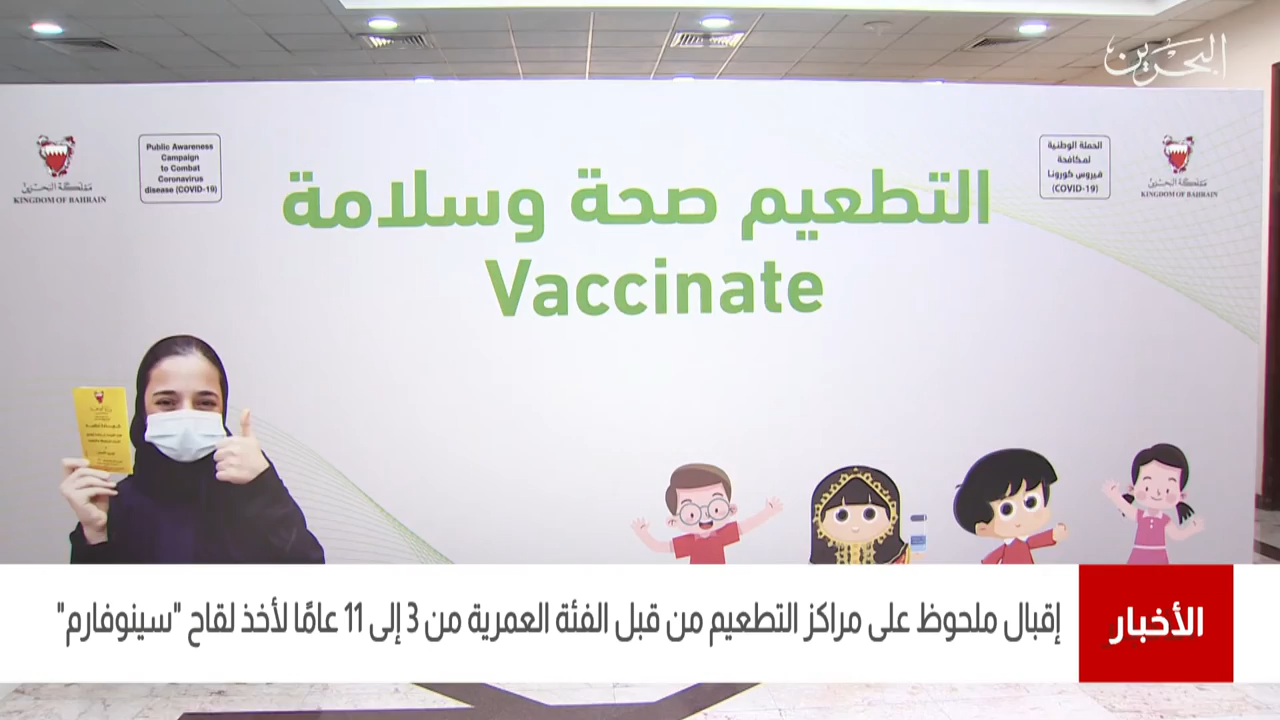 البحرين
Public Awareness
Campaign
to Combat
Coronavirus
disease (COVID-19)
مملكة البحرين
KINGDOM OF BAHRAIN
الحملة الوطنية
لمكافحة
فيروس كورونا
(COVID-19)
مملكة البحرين
KINGDOM OF BAHRAIN
التطعيم صحة وسلامة
Vaccinate
الأخبار
إقبال ملحوظ على مراكز التطعيم من قبل الفئة العمرية من 3 إلى 11 عامًا لأخذ لقاح "سينوفارم"